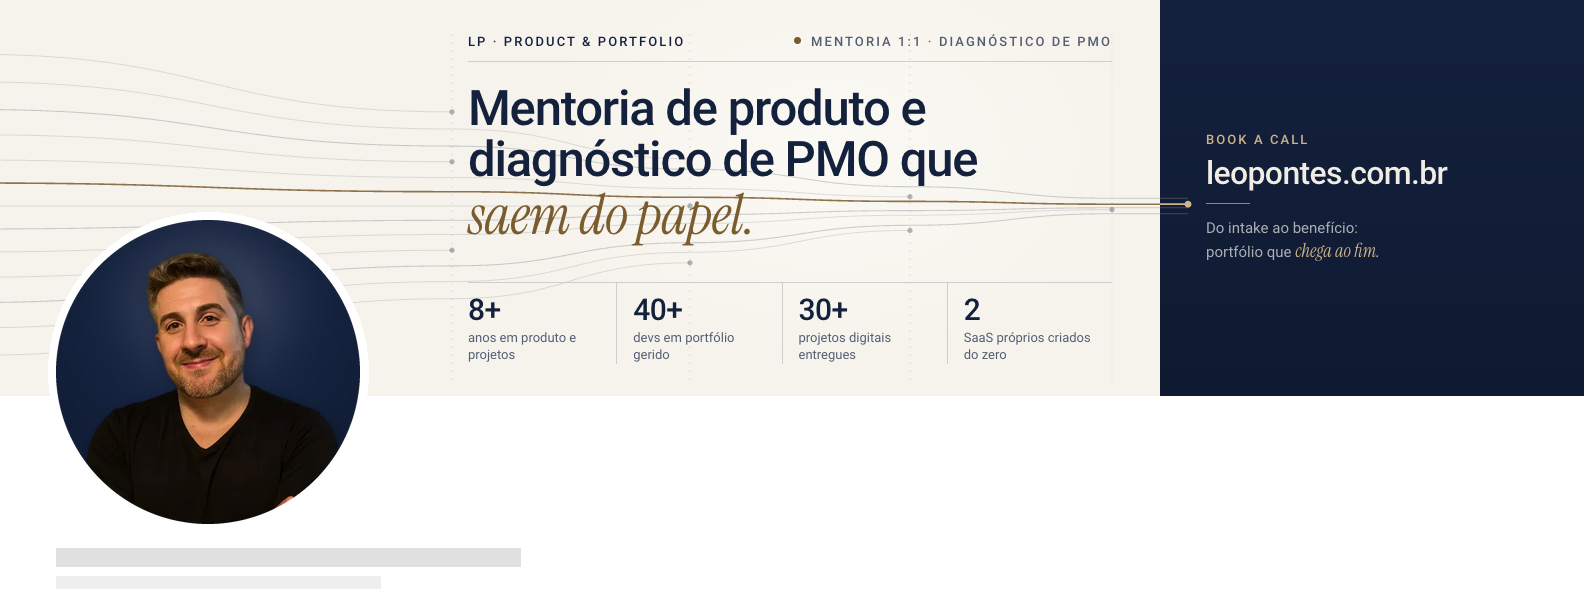 LP · PRODUCT & PORTFOLIO
MENTORIA 1:1 · DIAGNÓSTICO DE PMO
Mentoria de produto e
diagnóstico de PMO que
saem do papel.
8+
anos em produto e
projetos
40+
devs em portfólio
gerido
30+
projetos digitais
entregues
2
SaaS próprios criados
do zero
BOOK A CALL
leopontes.com.br
Do intake ao benefício:
portfólio que chega ao fim.